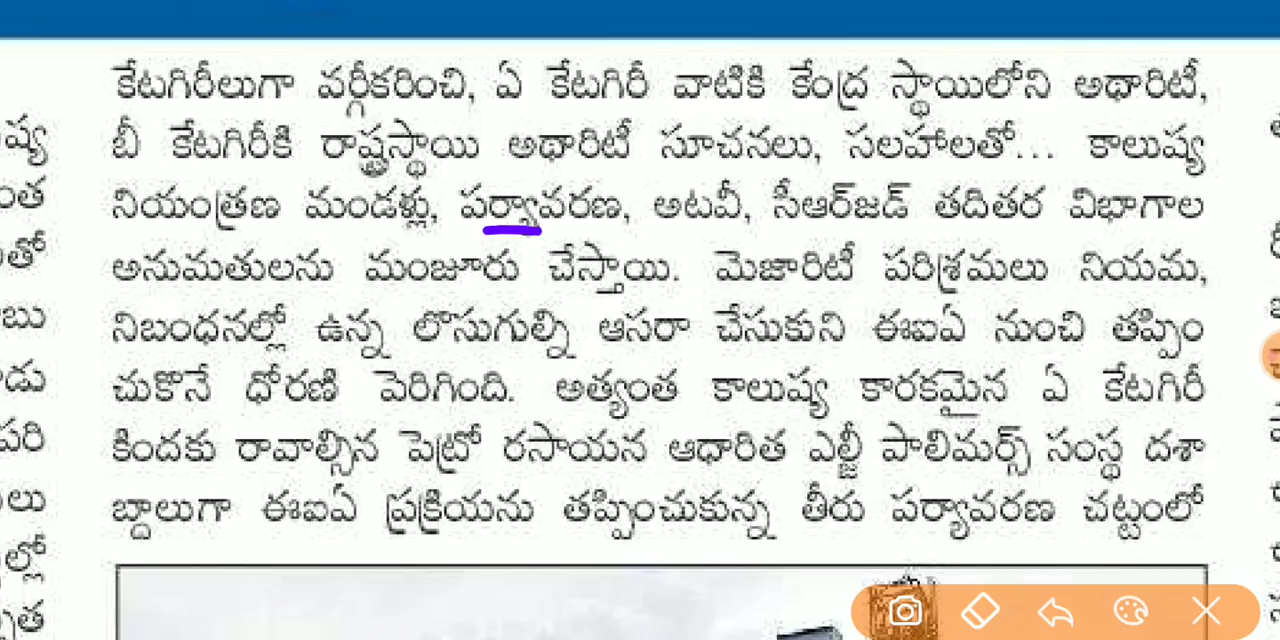 కేటగిరీలుగా వర్గీకరించి, ఏ కేటగిరీ వాటికి కేంద్ర స్థాయిలోని అథారిటీ,
బీ కేటగిరీకి రాష్ట్రస్థాయి అథారిటీ సూచనలు, సలహాలతో... కాలుష్య
నియంత్రణ మండళ్లు, పర్యావరణ, అటవీ, సీఆర్‌జడ్ తదితర విభాగాల
అనుమతులను మంజూరు చేస్తాయి. మెజారిటీ పరిశ్రమలు నియమ,
నిబంధనల్లో ఉన్న లొసుగుల్ని ఆసరా చేసుకుని ఈఐఏ నుంచి తప్పిం
చుకొనే ధోరణి పెరిగింది. అత్యంత కాలుష్య కారకమైన ఏ కేటగిరీ
కిందకు రావాల్సిన పెట్రో రసాయన ఆధారిత ఎల్జీ పాలిమర్స్ సంస్థ దశా
బ్దాలుగా ఈఐఏ ప్రక్రియను తప్పించుకున్న తీరు పర్యావరణ చట్టంలో